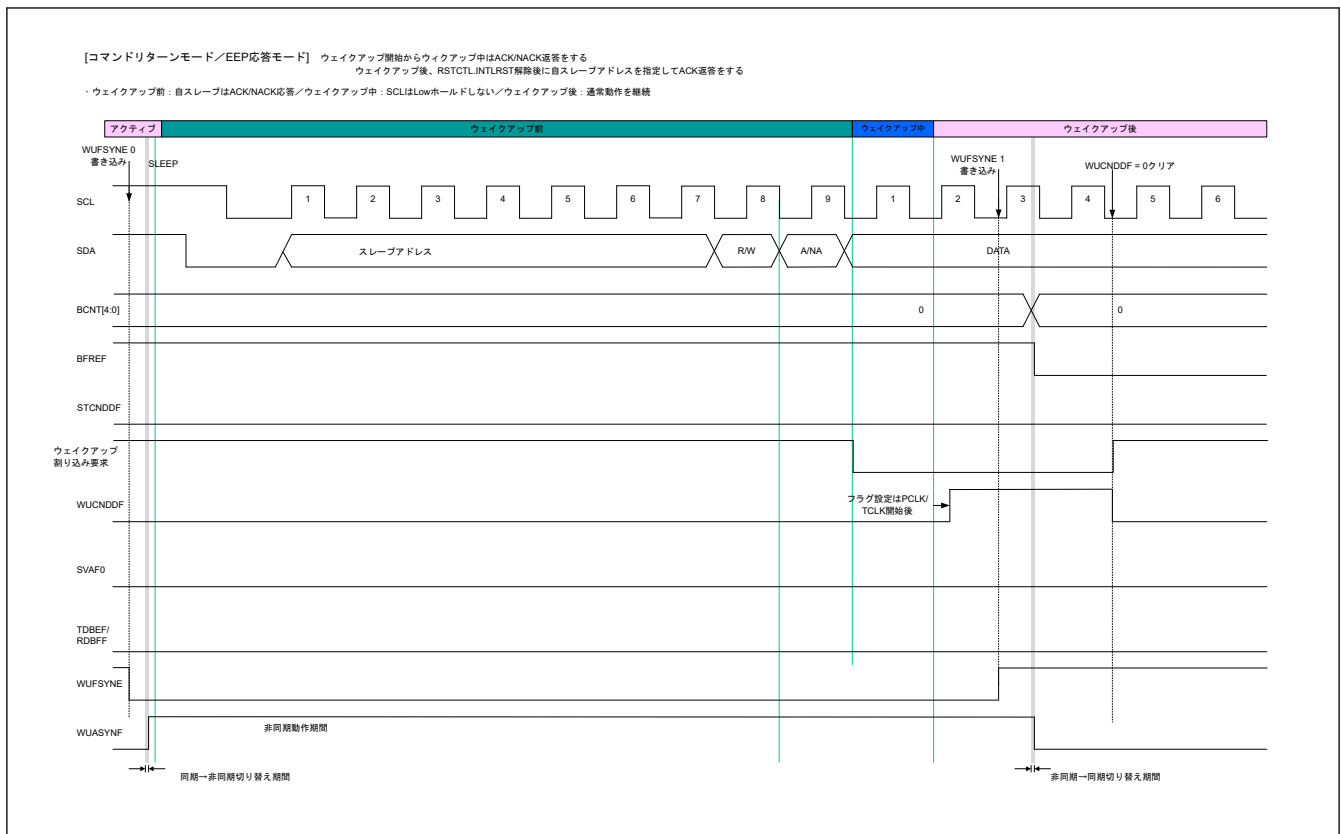 [コマンドリターンモード／EEP応答モード] ウェイクアップ開始からウィクアップ中はACK/NACK返答をする
ウェイクアップ後、RSTCTL.INTLRST解除後に自スレーブアドレスを指定してACK返答をする
・ウェイクアップ前：自スレーブはACK/NACK応答／ウェイクアップ中：SCLはLowホールドしない／ウェイクアップ後：通常動作を継続
アクティブ ウェイクアップ前 ウェイクアップ中 ウェイクアップ後
WUFSYNE 0
書き込み
SLEEP
WUFSYNE 1
書き込み
WUCNDDF = 0クリア
SCL 1 2 3 4 5 6 7 8 9 1 2 3 4 5 6
SDA スレーブアドレス R/W A/NA DATA
BCNT[4:0] 0 0
BFREF
STCNDDF
ウェイクアップ
割り込み要求
WUCNDDF
フラグ設定はPCLK/
TCLK開始後
SVAF0
TDBEF/
RDBFF
WUFSYNE
WUASYNF 非同期動作期間
同期→非同期切り替え期間 非同期→同期切り替え期間